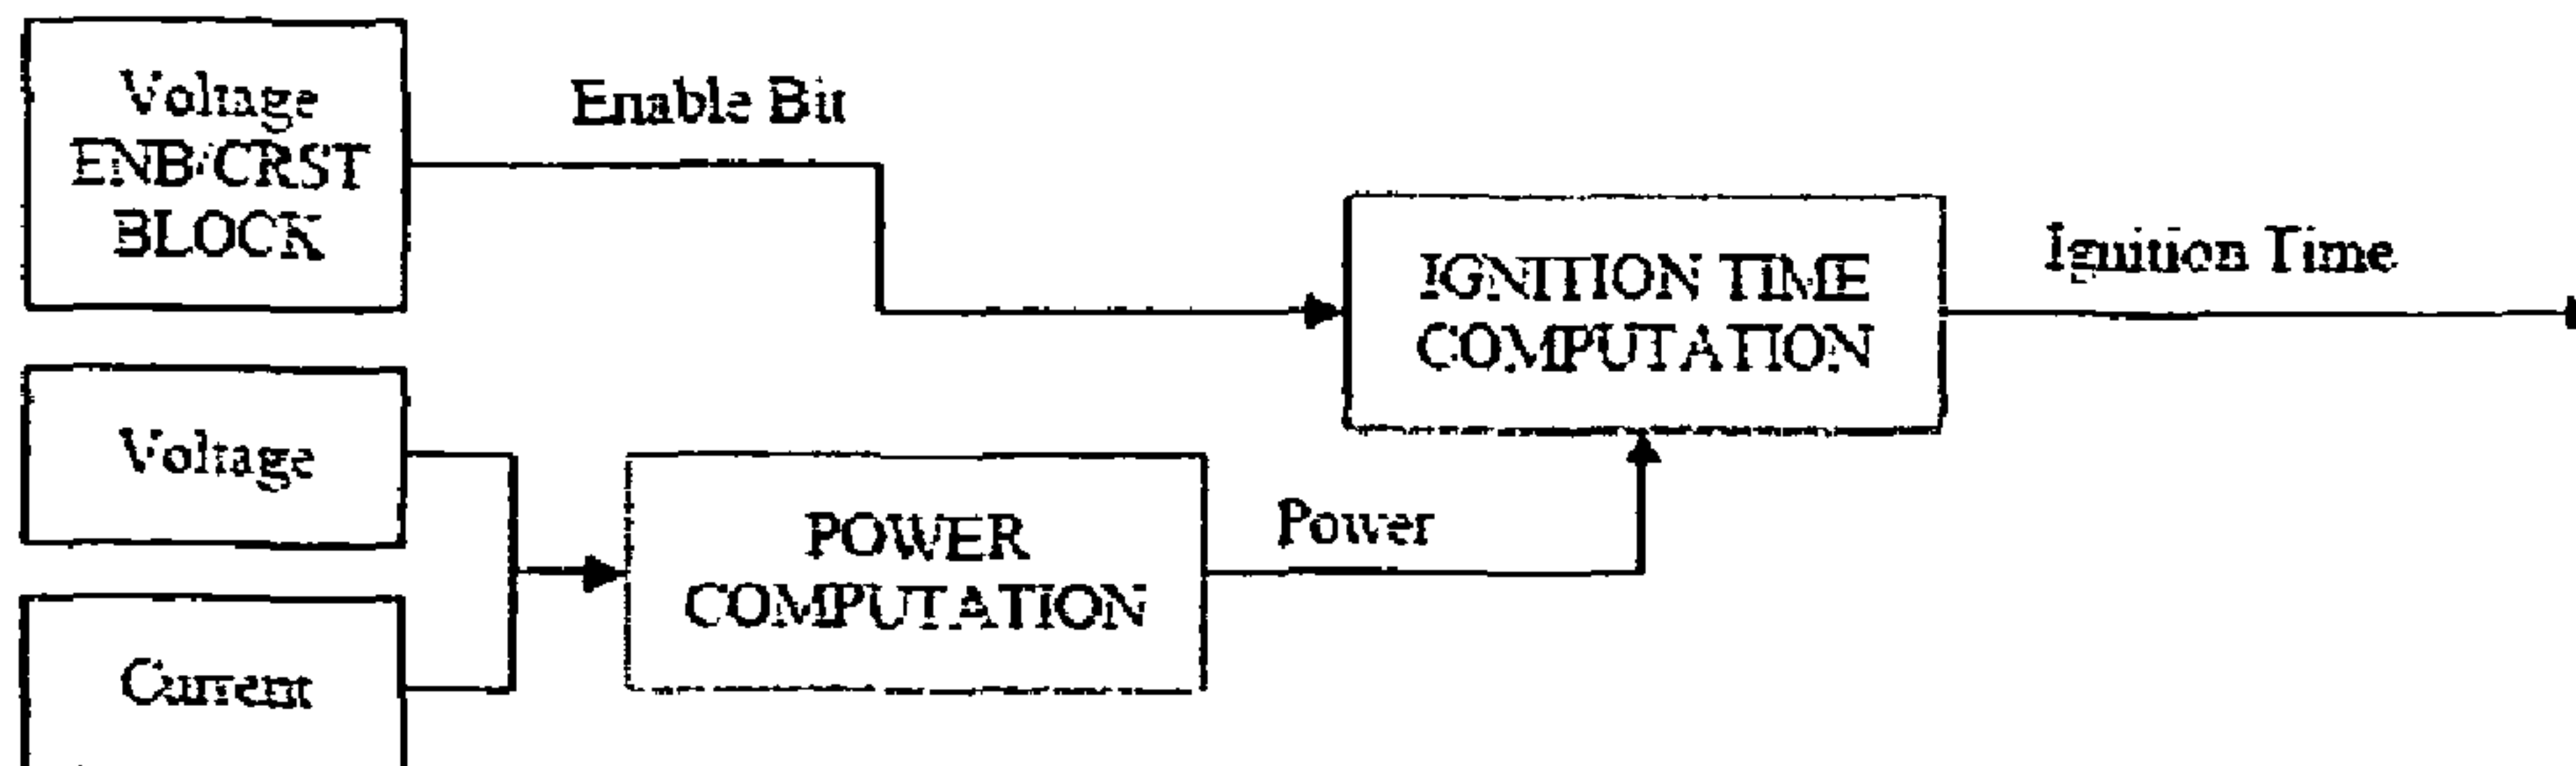 Voltage
ENB/CRST
BLOCK
Enable Bit
IGNITION TIME
COMPUTATION
Ignition Time
Voltage
POWER
COMPUTATION
Power
Current